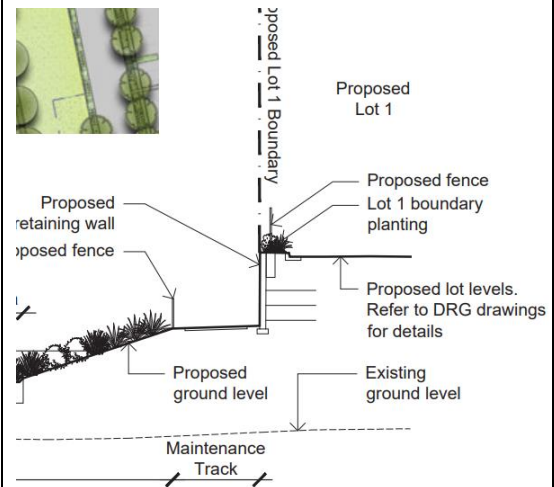 posed Lot 1 Boundary
Proposed
Lot 1
Proposed fence
Lot 1 boundary
planting
Proposed
retaining wall
oposed fence
Proposed lot levels.
Refer to DRG drawings
for details
Proposed
ground level
Existing
ground level
Maintenance
Track